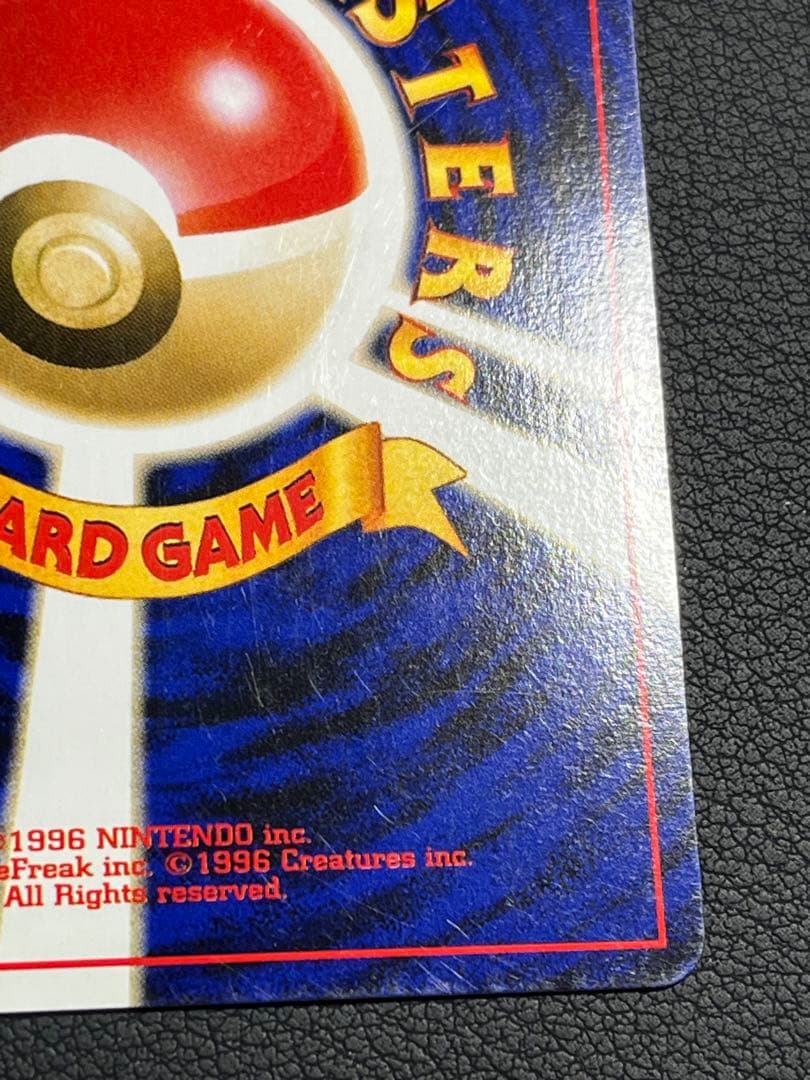 STERS
ARD GAME
©1996 NINTENDO inc.
eFreak inc. ©1996 Creatures inc.
All Rights reserved.